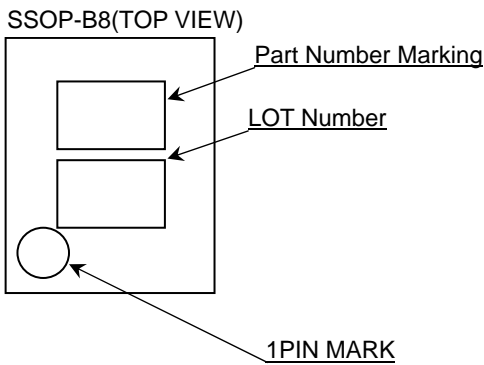 SSOP-B8(TOP VIEW)
Part Number Marking
LOT Number
1PIN MARK